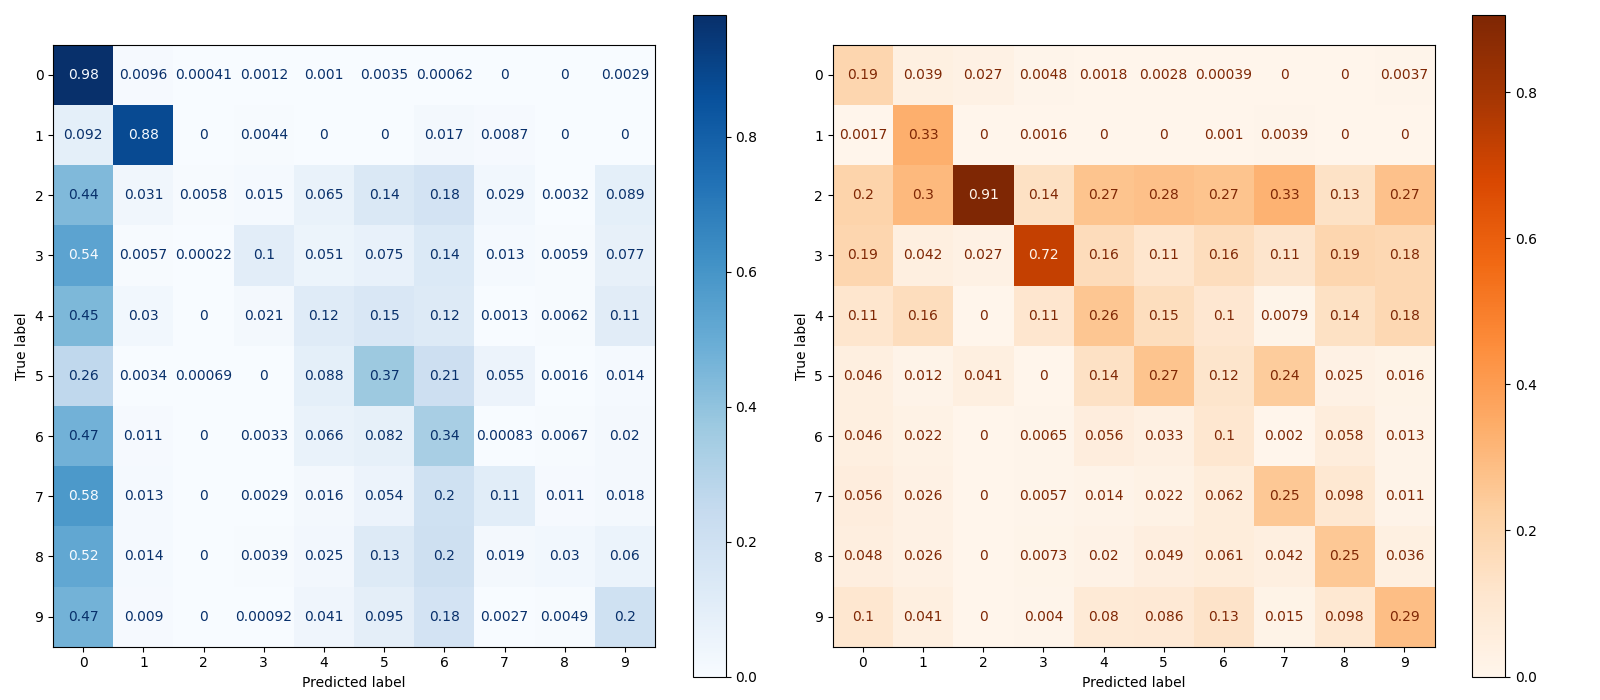 0 0.98 0.0096 0.00041 0.0012 0.001 0.0035 0.00062 0 0 0.0029
1 0.092 0.88 0 0.0044 0 0 0.017 0.0087 0 0
2 0.44 0.031 0.0058 0.015 0.065 0.14 0.18 0.029 0.0032 0.089
3 0.54 0.0057 0.00022 0.1 0.051 0.075 0.14 0.013 0.0059 0.077
4 0.45 0.03 0 0.021 0.12 0.15 0.12 0.0013 0.0062 0.11
5 0.26 0.0034 0.00069 0 0.088 0.37 0.21 0.055 0.0016 0.014
6 0.47 0.011 0 0.0033 0.066 0.082 0.34 0.00083 0.0067 0.02
7 0.58 0.013 0 0.0029 0.016 0.054 0.2 0.11 0.011 0.018
8 0.52 0.014 0 0.0039 0.025 0.13 0.2 0.019 0.03 0.06
9 0.47 0.009 0 0.00092 0.041 0.095 0.18 0.0027 0.0049 0.2
0 1 2 3 4 5 6 7 8 9
Predicted label
True label
0.8
0.6
0.4
0.2
0.0
0 0.19 0.039 0.027 0.0048 0.0018 0.0028 0.00039 0 0 0.0037
1 0.0017 0.33 0 0.0016 0 0 0.001 0.0039 0 0
2 0.2 0.3 0.91 0.14 0.27 0.28 0.27 0.33 0.13 0.27
3 0.19 0.042 0.027 0.72 0.16 0.11 0.16 0.11 0.19 0.18
4 0.11 0.16 0 0.11 0.26 0.15 0.1 0.0079 0.14 0.18
5 0.046 0.012 0.041 0 0.14 0.27 0.12 0.24 0.025 0.016
6 0.046 0.022 0 0.0065 0.056 0.033 0.1 0.002 0.058 0.013
7 0.056 0.026 0 0.0057 0.014 0.022 0.062 0.25 0.098 0.011
8 0.048 0.026 0 0.0073 0.02 0.049 0.061 0.042 0.25 0.036
9 0.1 0.041 0 0.004 0.08 0.086 0.13 0.015 0.098 0.29
0 1 2 3 4 5 6 7 8 9
Predicted label
True label
0.8
0.6
0.4
0.2
0.0